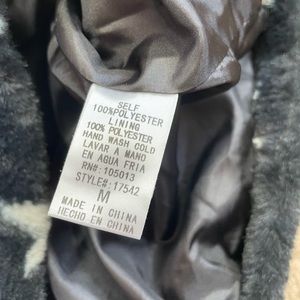 SELF
100%POLYESTER
LINING
100% POLYESTER
HAND WASH COLD
LAVAR A MANO
EN AGUA FRIA
RN#: 105013
STYLE#: 17542
M
MADE IN CHINA
HECHO EN CHINA